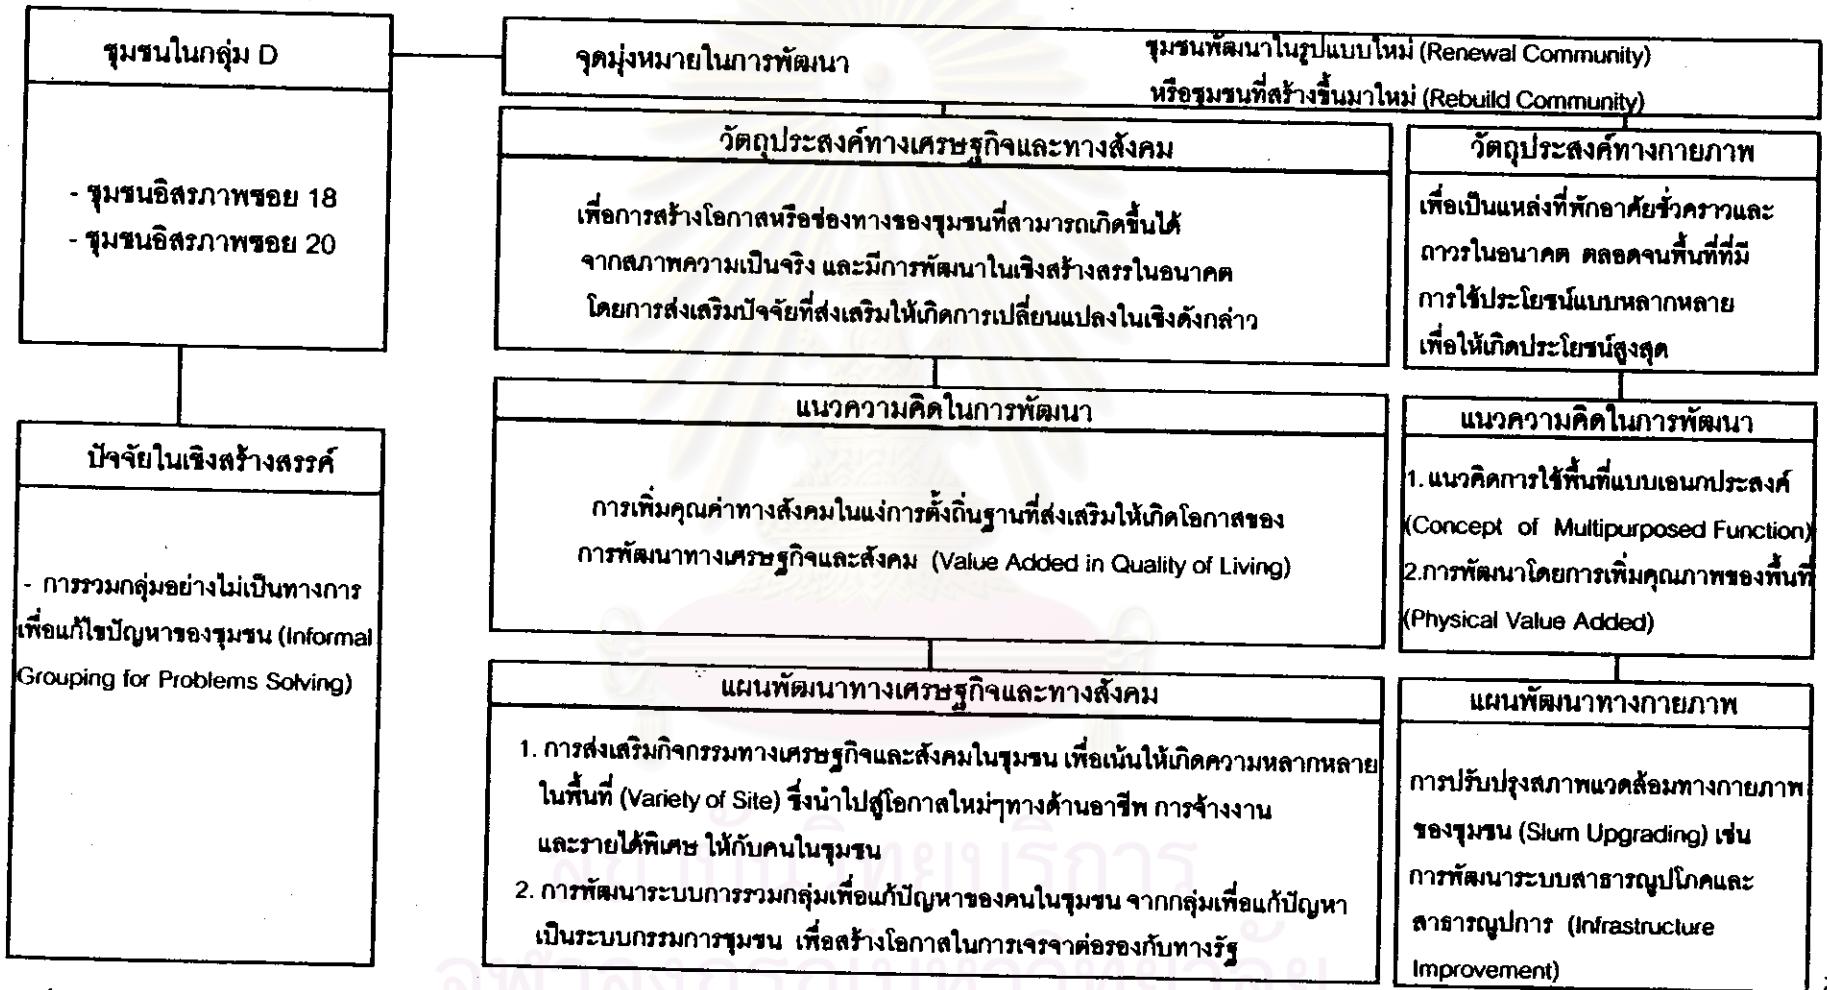 ชุมชนในกลุ่ม D
- ชุมชนอิสรภาพซอย 18
- ชุมชนอิสรภาพซอย 20
ปัจจัยในเชิงสร้างสรรค์
- การรวมกลุ่มอย่างไม่เป็นทางการ
เพื่อแก้ไขปัญหาของชุมชน (Informal
Grouping for Problems Solving)
จุดมุ่งหมายในการพัฒนา
ชุมชนพัฒนาในรูปแบบใหม่ (Renewal Community)
หรือชุมชนที่สร้างขึ้นมาใหม่ (Rebuild Community)
วัตถุประสงค์ทางเศรษฐกิจและทางสังคม
เพื่อการสร้างโอกาสหรือช่องทางของชุมชนที่สามารถเกิดขึ้นได้
จากสภาพความเป็นจริง และมีการพัฒนาในเชิงสร้างสรรในอนาคต
โดยการส่งเสริมปัจจัยที่ส่งเสริมให้เกิดการเปลี่ยนแปลงในเชิงดังกล่าว
แนวความคิดในการพัฒนา
การเพิ่มคุณค่าทางสังคมในแง่การตั้งถิ่นฐานที่ส่งเสริมให้เกิดโอกาสของ
การพัฒนาทางเศรษฐกิจและสังคม (Value Added in Quality of Living)
แผนพัฒนาทางเศรษฐกิจและทางสังคม
1. การส่งเสริมกิจกรรมทางเศรษฐกิจและสังคมในชุมชน เพื่อเน้นให้เกิดความหลากหลาย
ในพื้นที่ (Variety of Site) ซึ่งนำไปสู่โอกาสใหม่ๆทางด้านอาชีพ การจ้างงาน
และรายได้พิเศษ ให้กับคนในชุมชน
2. การพัฒนาระบบการรวมกลุ่มเพื่อแก้ปัญหาของคนในชุมชน จากกลุ่มเพื่อแก้ปัญหา
เป็นระบบกรรมการชุมชน เพื่อสร้างโอกาสในการเจรจาต่อรองกับทางรัฐ
วัตถุประสงค์ทางกายภาพ
เพื่อเป็นแหล่งที่พักอาศัยชั่วคราวและ
ถาวรในอนาคต ตลอดจนพื้นที่ที่มี
การใช้ประโยชน์แบบหลากหลาย
เพื่อให้เกิดประโยชน์สูงสุด
แนวความคิดในการพัฒนา
1. แนวคิดการใช้พื้นที่แบบเอนกประสงค์
(Concept of Multipurposed Function)
2.การพัฒนาโดยการเพิ่มคุณภาพของพื้นที่
(Physical Value Added)
แผนพัฒนาทางกายภาพ
การปรับปรุงสภาพแวดล้อมทางกายภาพ
ของชุมชน (Slum Upgrading) เช่น
การพัฒนาระบบสาธารณูปโภคและ
สาธารณูปการ (Infrastructure
Improvement)
สถาบันวิทยบริการ
จุฬาลงกรณ์มหาวิทยาลัย